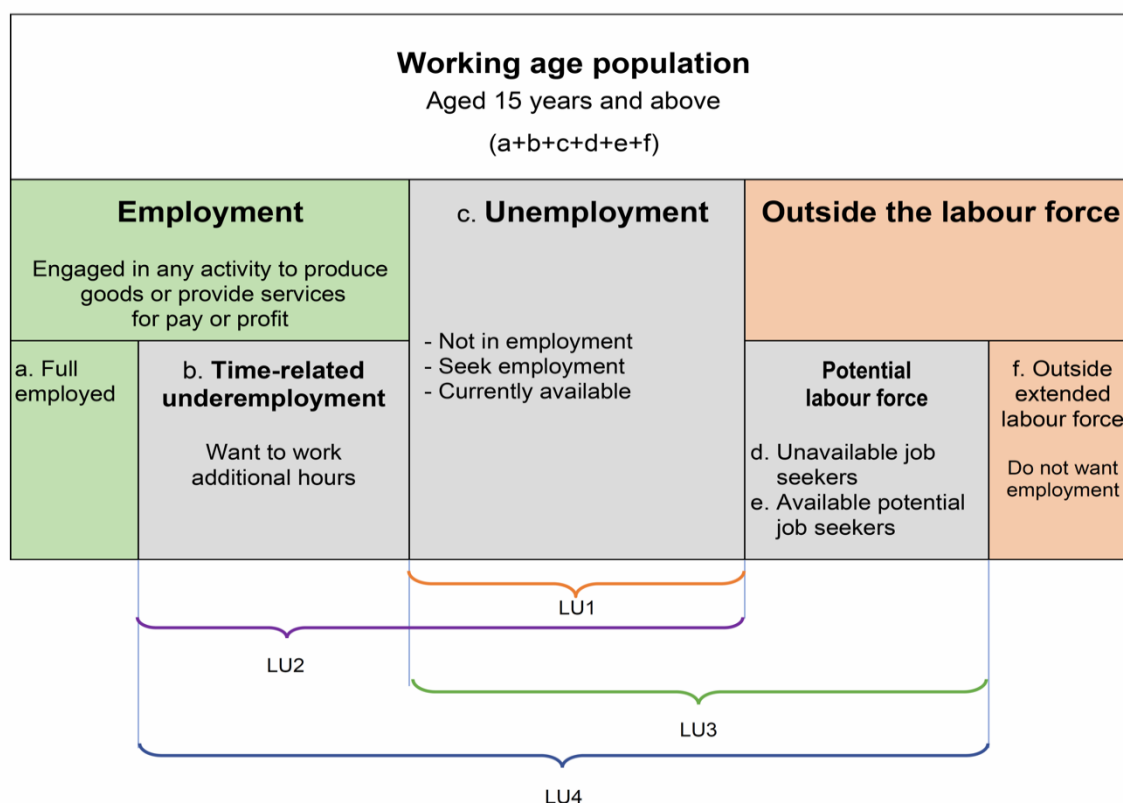 Working age population
Aged 15 years and above
(a+b+c+d+e+f)
Employment
Engaged in any activity to produce
goods or provide services
for pay or profit
c. Unemployment
- Not in employment
- Seek employment
- Currently available
Outside the labour force
a. Full
employed
b. Time-related
underemployment
Want to work
additional hours
Potential
labour force
d. Unavailable job
seekers
e. Available potential
job seekers
f. Outside
extended
labour force
Do not want
employment
LU1
LU2
LU3
LU4